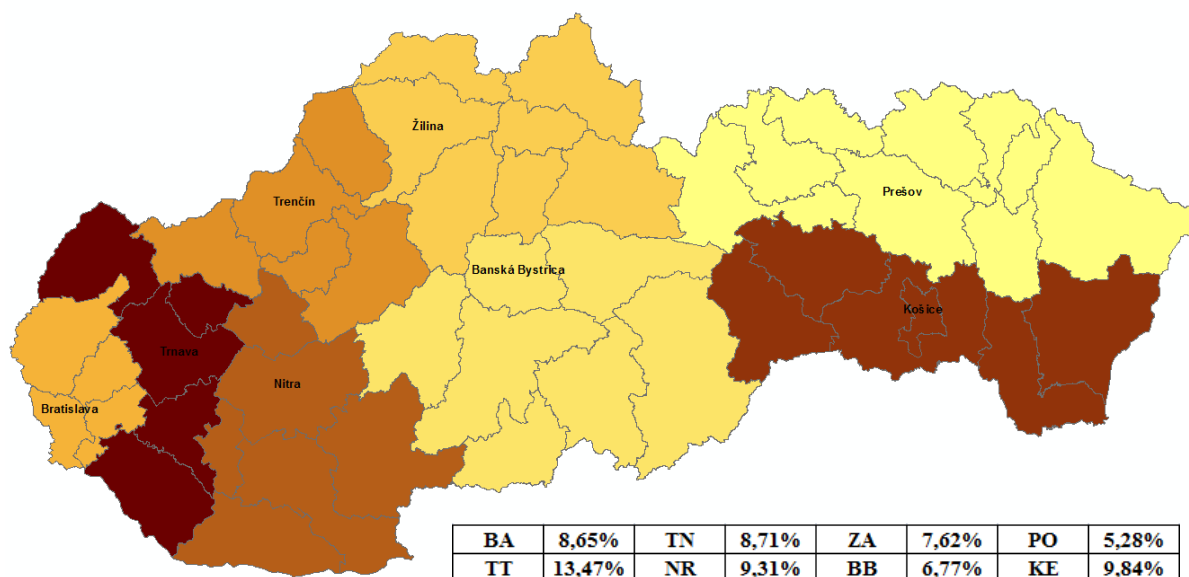 Žilina
Prešov
Trenčín
Banská Bystrica
Košice
Trnava
Nitra
Bratislava
BA 8,65% TN 8,71% ZA 7,62% PO 5,28%
TT 13,47% NR 9,31% BB 6,77% KE 9,84%